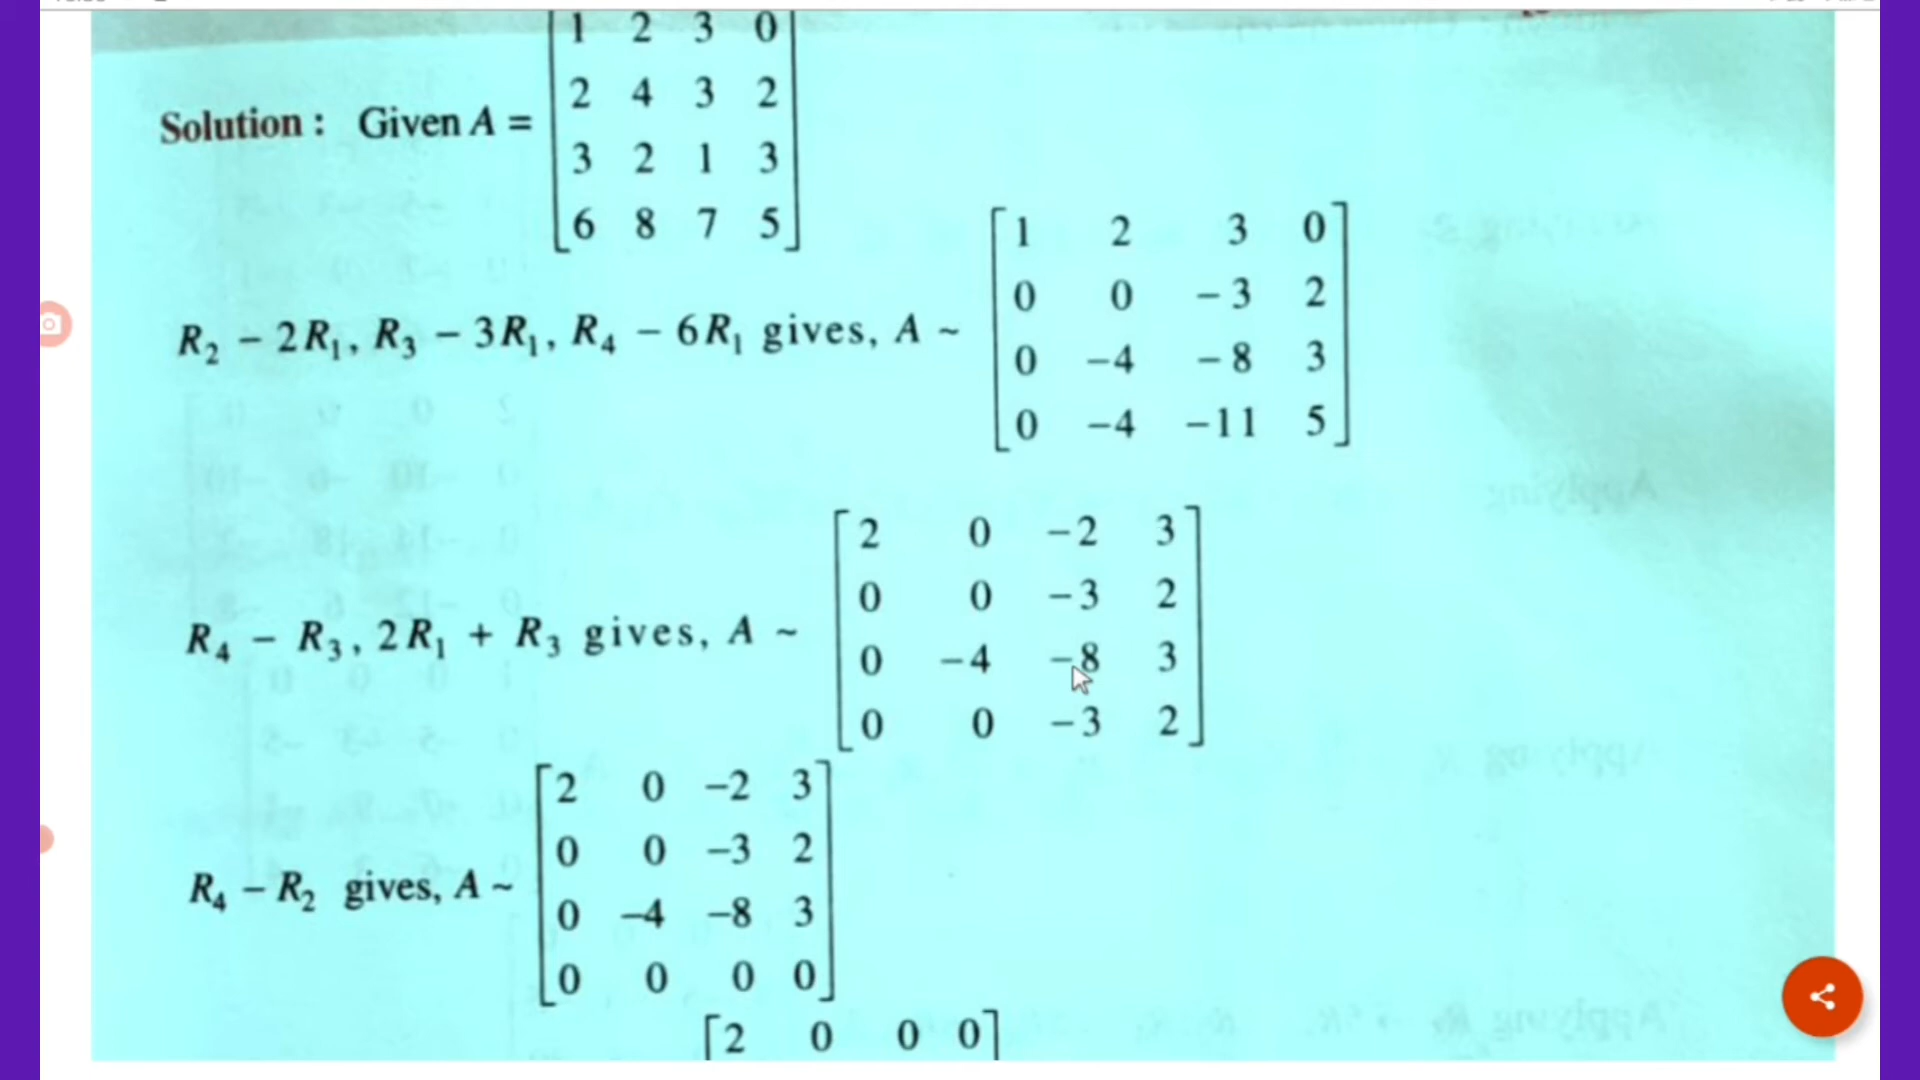 1 2 3 0
2 4 3 2
Solution : Given A =
3 2 1 3
6 8 7 5
1 2 3 0
0 0 – 3 2
R₂ – 2R₁, R₃ – 3R₁, R₄ – 6R₁ gives, A ~
0 –4 – 8 3
0 –4 –11 5
2 0 –2 3
0 0 –3 2
R₄ – R₃, 2R₁ + R₃ gives, A ~
0 –4 –8 3
0 0 –3 2
2 0 –2 3
0 0 –3 2
R₄ – R₂ gives, A ~
0 –4 –8 3
0 0 0 0
2 0 0 0